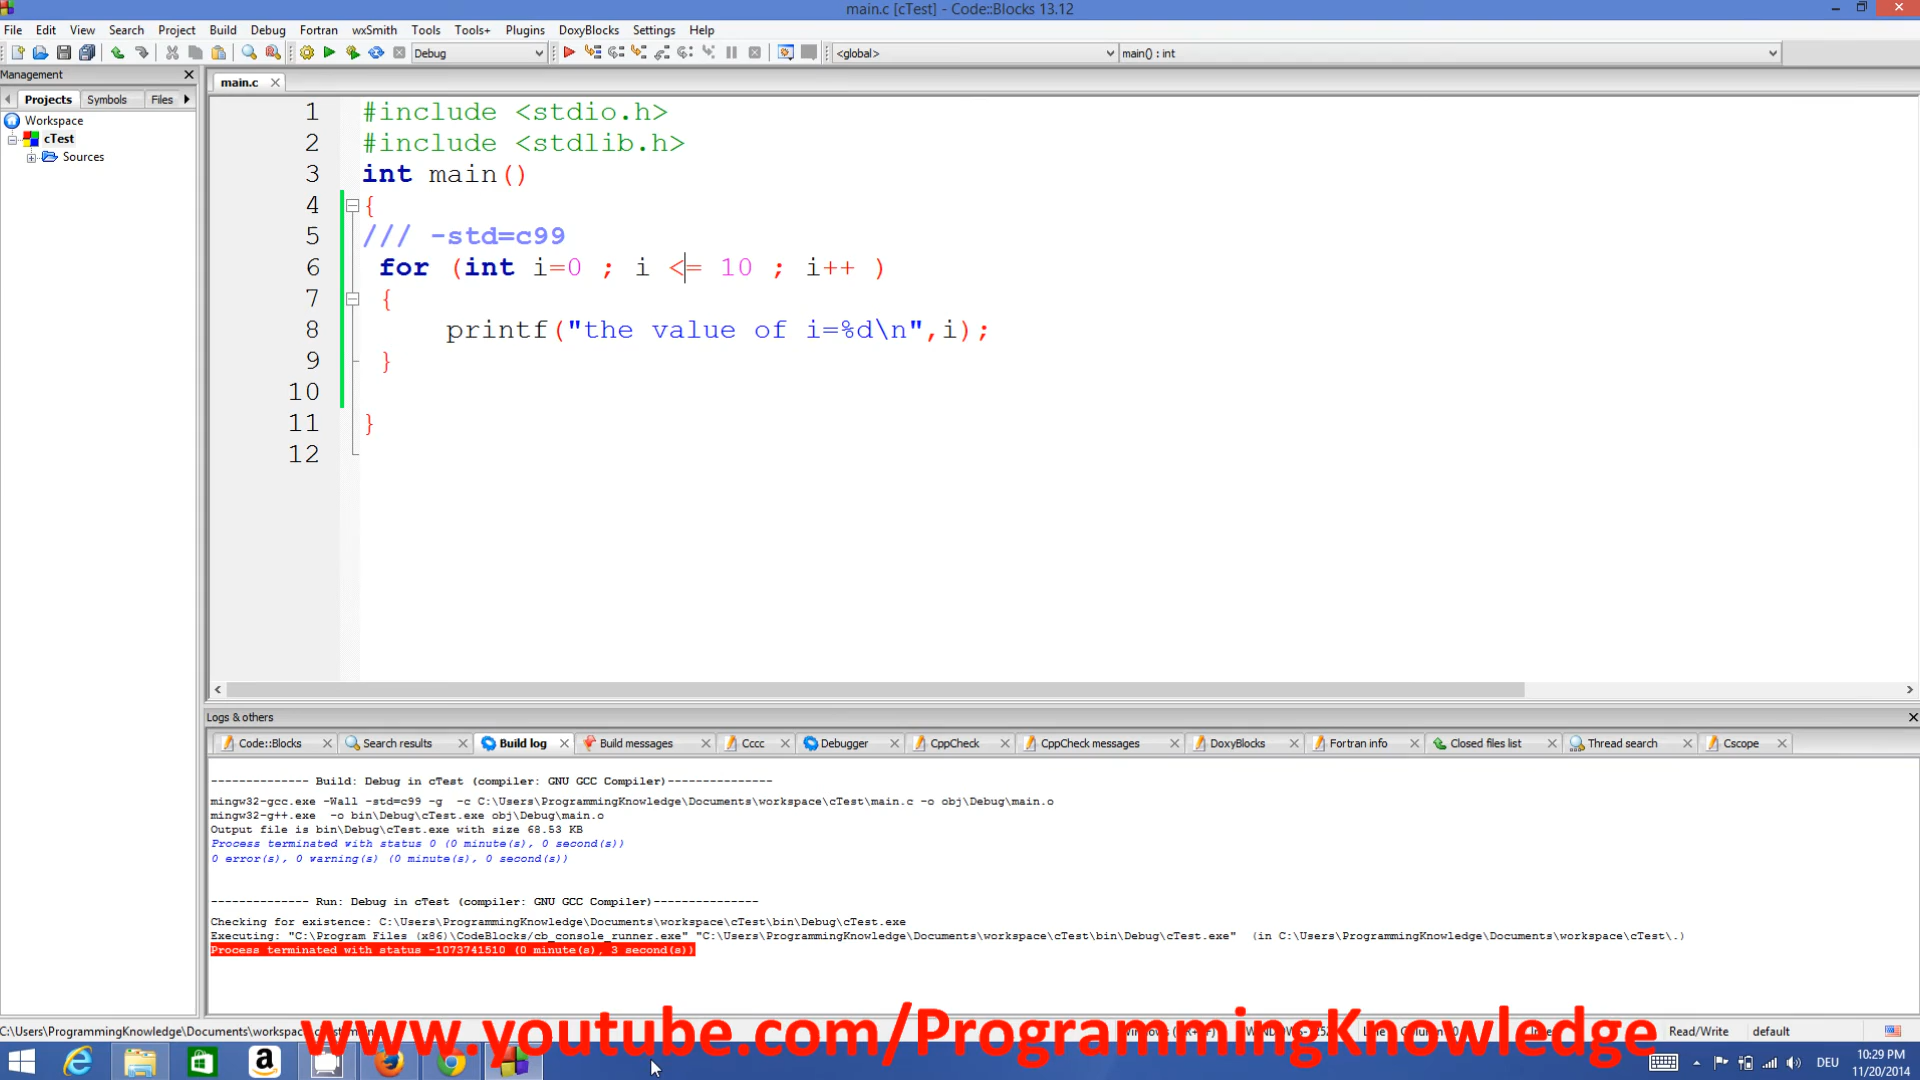 main.c [cTest] - Code::Blocks 13.12
File Edit View Search Project Build Debug Fortran wxSmith Tools Tools+ Plugins DoxyBlocks Settings Help
Debug <global> main() : int
Management
main.c
Projects Symbols Files
Workspace
cTest
Sources
1 #include <stdio.h>
2 #include <stdlib.h>
3 int main()
4 {
5 /// -std=c99
6 for (int i=0 ; i <= 10 ; i++ )
7 {
8 printf("the value of i=%d\n",i);
9 }
10
11 }
12
Logs & others
Code::Blocks Search results Build log Build messages Cccc Debugger CppCheck CppCheck messages DoxyBlocks Fortran info Closed files list Thread search Cscope
-------------- Build: Debug in cTest (compiler: GNU GCC Compiler)---------------
mingw32-gcc.exe -Wall -std=c99 -g -c C:\Users\ProgrammingKnowledge\Documents\workspace\cTest\main.c -o obj\Debug\main.o
mingw32-g++.exe -o bin\Debug\cTest.exe obj\Debug\main.o
Output file is bin\Debug\cTest.exe with size 68.53 KB
Process terminated with status 0 (0 minute(s), 0 second(s))
0 error(s), 0 warning(s) (0 minute(s), 0 second(s))
-------------- Run: Debug in cTest (compiler: GNU GCC Compiler)---------------
Checking for existence: C:\Users\ProgrammingKnowledge\Documents\workspace\cTest\bin\Debug\cTest.exe
Executing: "C:\Program Files (x86)\CodeBlocks/cb_console_runner.exe" "C:\Users\ProgrammingKnowledge\Documents\workspace\cTest\bin\Debug\cTest.exe" (in C:\Users\ProgrammingKnowledge\Documents\workspace\cTest\.)
Process terminated with status -1073741510 (0 minute(s), 3 second(s))
www.youtube.com/ProgrammingKnowledge
Read/Write default
DEU 10:29 PM
11/20/2014